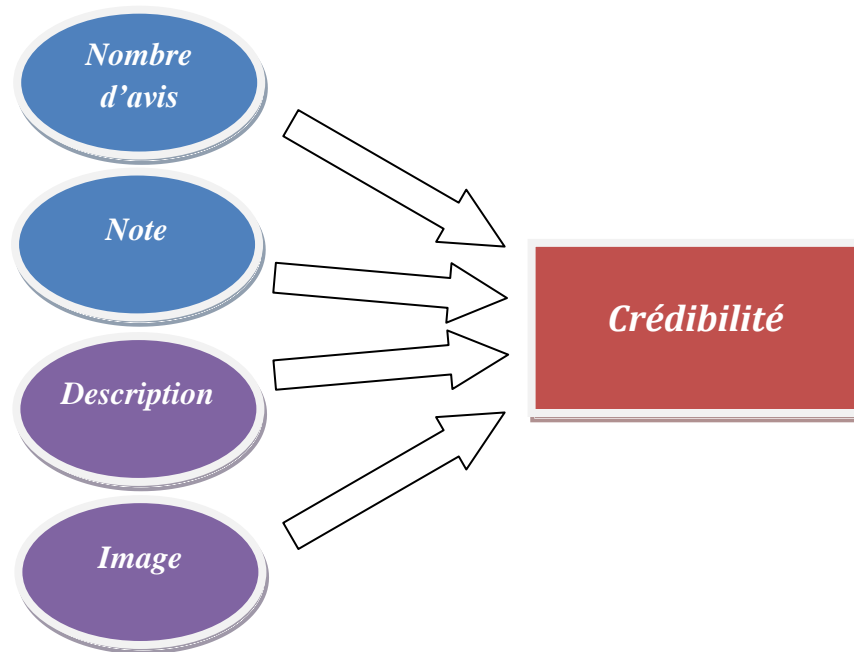 Nombre
d’avis
Note
Description
Image
Crédibilité